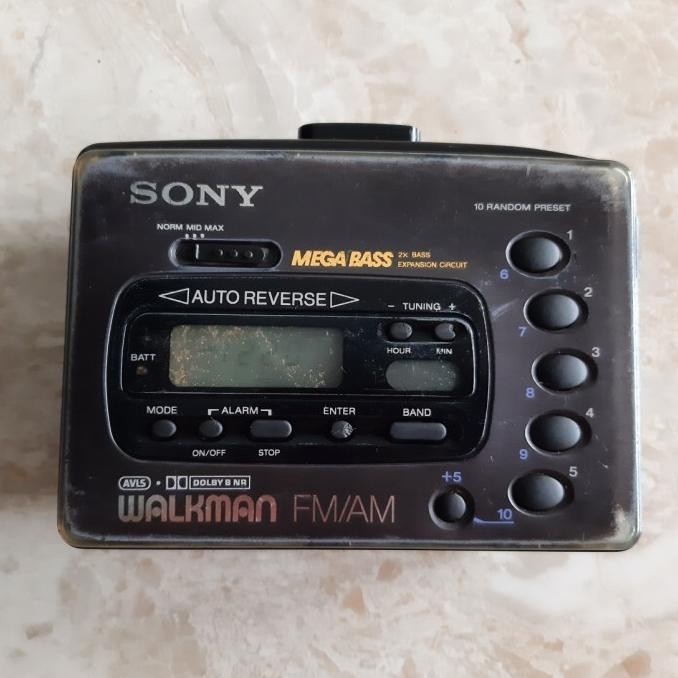 SONY
10 RANDOM PRESET
NORM MID MAX
MEGA BASS 2X BASS
EXPANSION CIRCUIT
1
6
AUTO REVERSE
- TUNING +
2
7
HOUR MIN
BATT
3
8
MODE ALARM ENTER BAND
4
9
ON/OFF STOP
AVLS • DOLBY B NR
+5
5
WALKMAN FM/AM
10